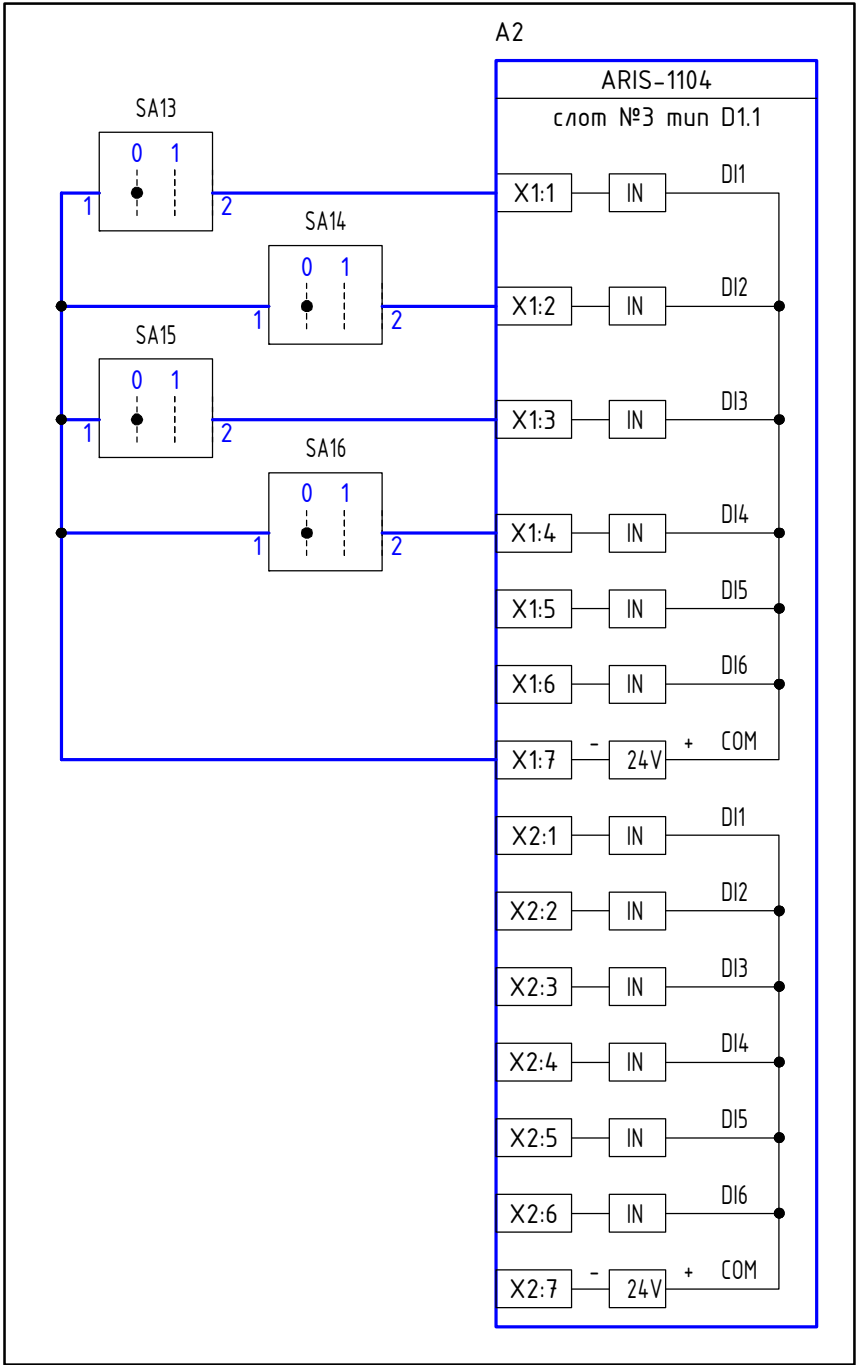 A2
ARIS-1104
слот №3 тип D1.1
SA13
0 1
1 2
X1:1 IN DI1
SA14
0 1
1 2
X1:2 IN DI2
SA15
0 1
1 2
X1:3 IN DI3
SA16
0 1
1 2
X1:4 IN DI4
X1:5 IN DI5
X1:6 IN DI6
X1:7 - 24V + COM
X2:1 IN DI1
X2:2 IN DI2
X2:3 IN DI3
X2:4 IN DI4
X2:5 IN DI5
X2:6 IN DI6
X2:7 - 24V + COM